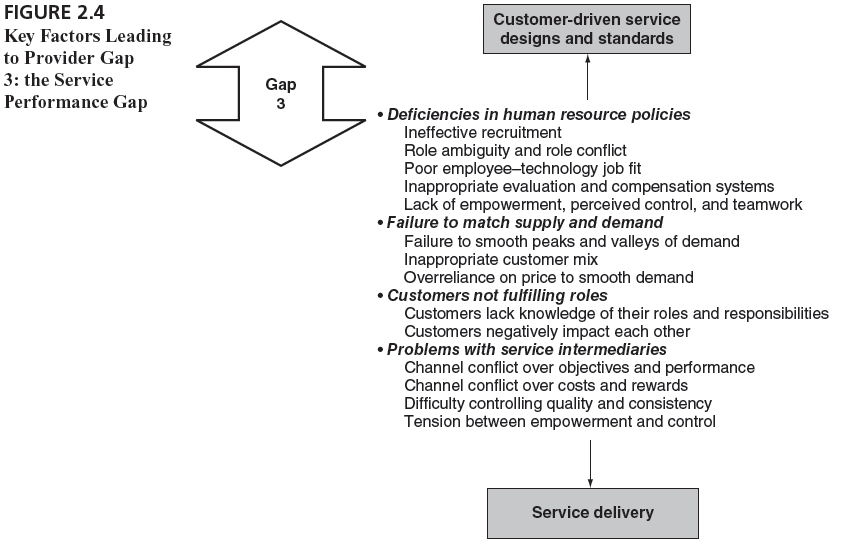 FIGURE 2.4
Key Factors Leading
to Provider Gap
3: the Service
Performance Gap
Gap
3
Customer-driven service
designs and standards
• Deficiencies in human resource policies
Ineffective recruitment
Role ambiguity and role conflict
Poor employee–technology job fit
Inappropriate evaluation and compensation systems
Lack of empowerment, perceived control, and teamwork
• Failure to match supply and demand
Failure to smooth peaks and valleys of demand
Inappropriate customer mix
Overreliance on price to smooth demand
• Customers not fulfilling roles
Customers lack knowledge of their roles and responsibilities
Customers negatively impact each other
• Problems with service intermediaries
Channel conflict over objectives and performance
Channel conflict over costs and rewards
Difficulty controlling quality and consistency
Tension between empowerment and control
Service delivery